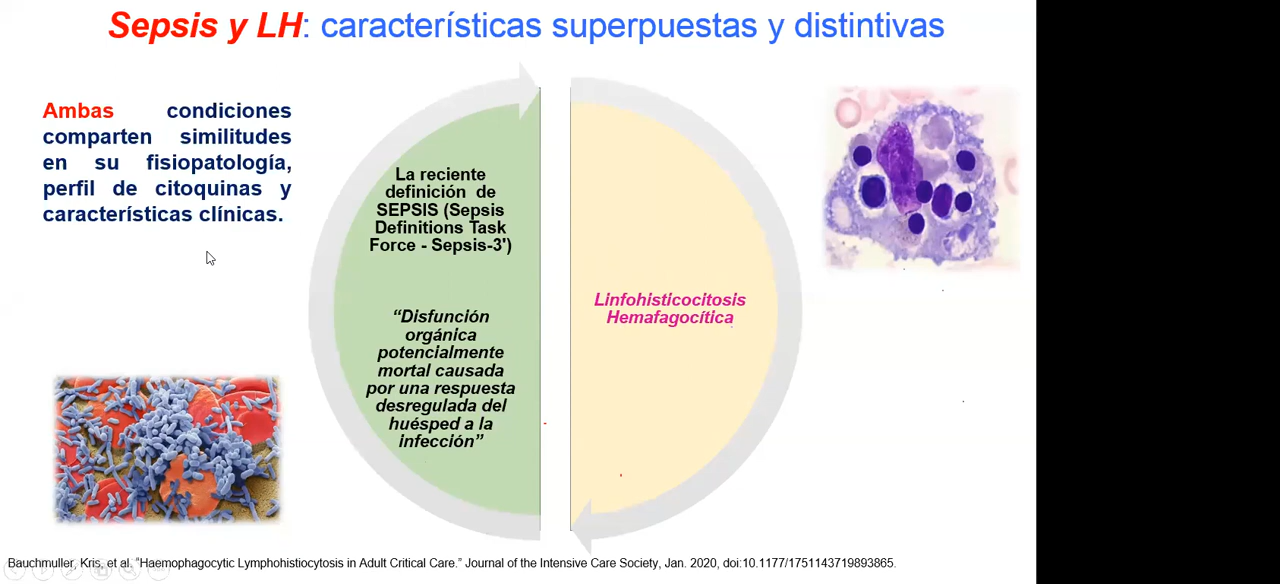 Sepsis y LH: características superpuestas y distintivas
Ambas condiciones
comparten similitudes
en su fisiopatología,
perfil de citoquinas y
características clínicas.
La reciente
definición de
SEPSIS (Sepsis
Definitions Task
Force - Sepsis-3')
“Disfunción
orgánica
potencialmente
mortal causada
por una respuesta
desregulada del
huésped a la
infección”
Linfohisticocitosis
Hemafagocítica
Bauchmuller, Kris, et al. “Haemophagocytic Lymphohistiocytosis in Adult Critical Care.” Journal of the Intensive Care Society, Jan. 2020, doi:10.1177/1751143719893865.